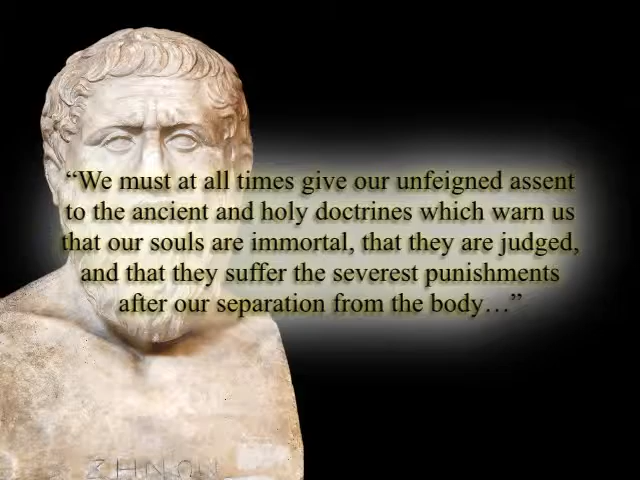 “We must at all times give our unfeigned assent
to the ancient and holy doctrines which warn us
that our souls are immortal, that they are judged,
and that they suffer the severest punishments
after our separation from the body…”
ΖΗΝΩΝ